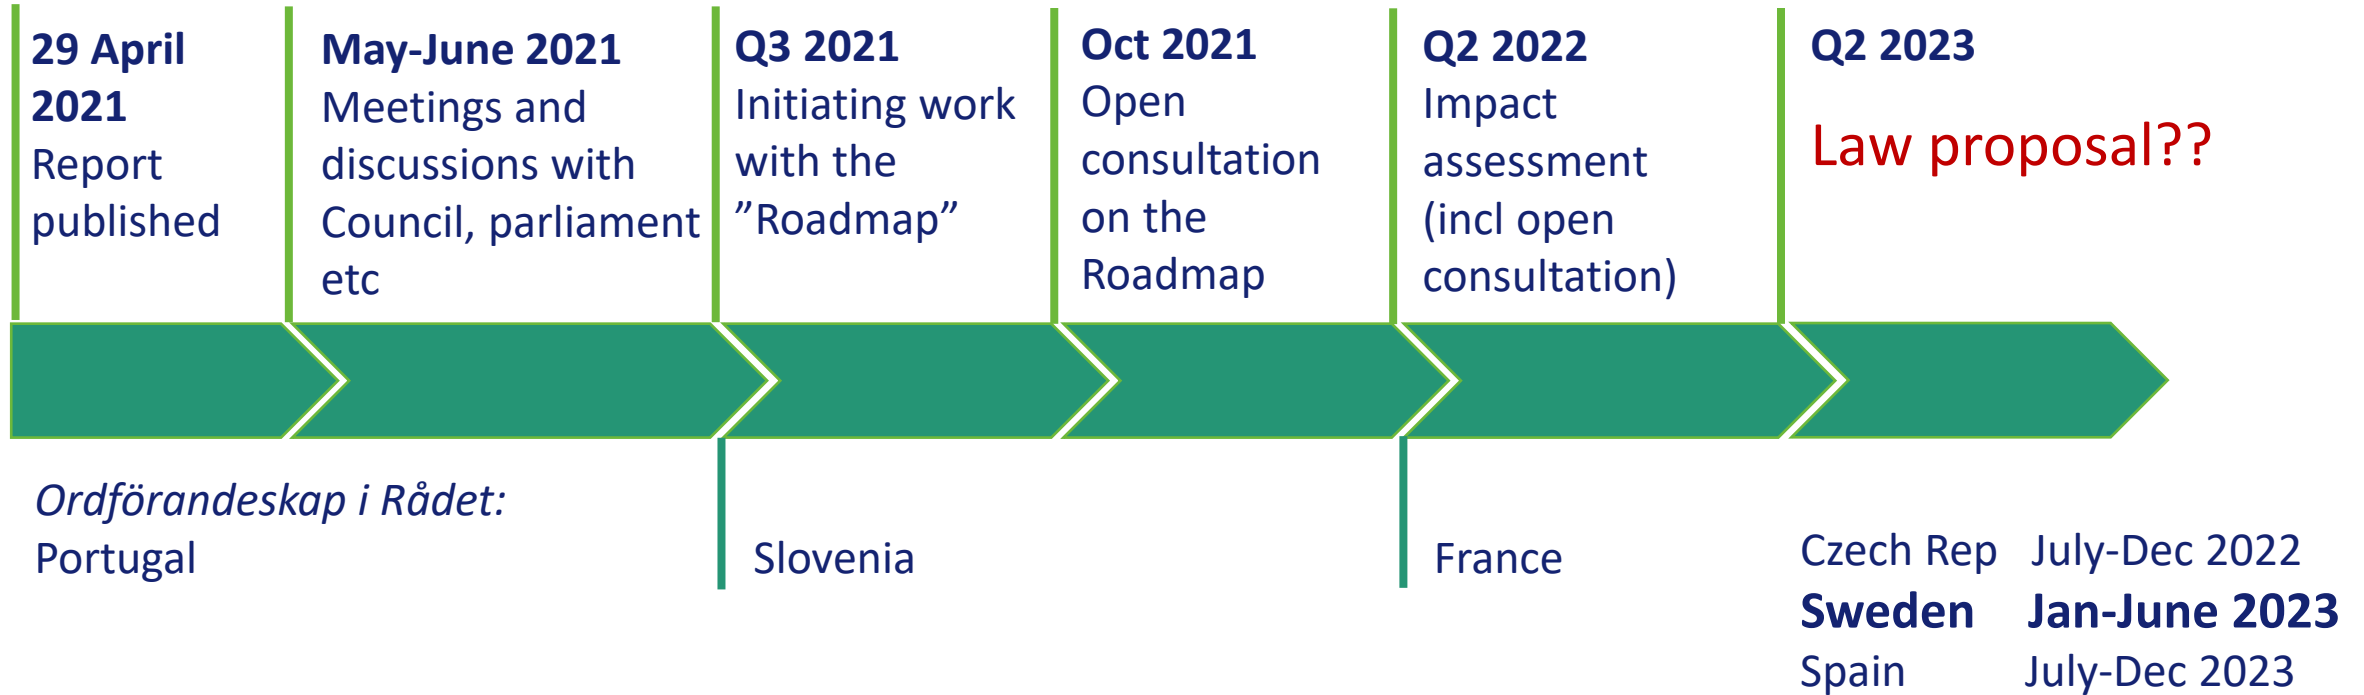 29 April
2021
Report
published
May-June 2021
Meetings and
discussions with
Council, parliament
etc
Q3 2021
Initiating work
with the
”Roadmap”
Oct 2021
Open
consultation
on the
Roadmap
Q2 2022
Impact
assessment
(incl open
consultation)
Q2 2023
Law proposal??
Ordförandeskap i Rådet:
Portugal
Slovenia
France
Czech Rep July-Dec 2022
Sweden Jan-June 2023
Spain July-Dec 2023